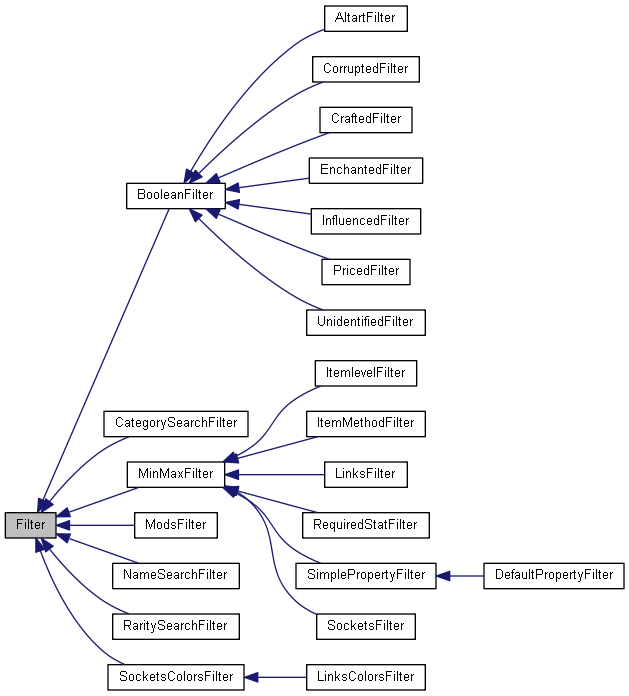 AltartFilter
CorruptedFilter
CraftedFilter
EnchantedFilter
BooleanFilter
InfluencedFilter
PricedFilter
UnidentifiedFilter
ItemlevelFilter
CategorySearchFilter
ItemMethodFilter
MinMaxFilter
LinksFilter
Filter
ModsFilter
RequiredStatFilter
NameSearchFilter
SimplePropertyFilter
DefaultPropertyFilter
RaritySearchFilter
SocketsFilter
SocketsColorsFilter
LinksColorsFilter